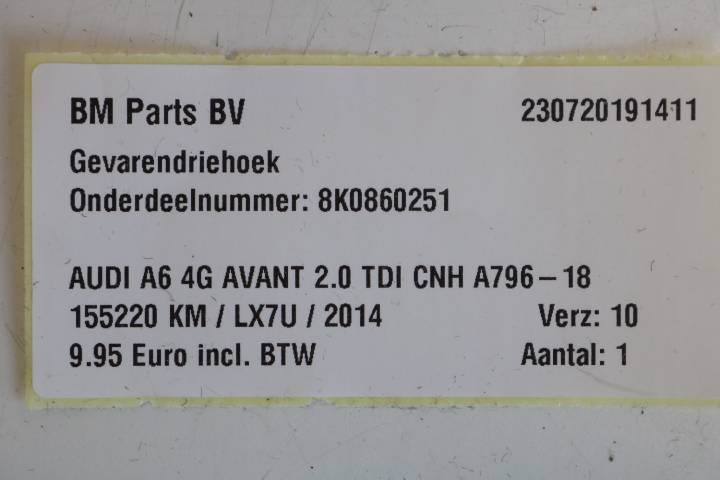 BM Parts BV 230720191411
Gevarendriehoek
Onderdeelnummer: 8K0860251
AUDI A6 4G AVANT 2.0 TDI CNH A796 – 18
155220 KM / LX7U / 2014 Verz: 10
9.95 Euro incl. BTW Aantal: 1